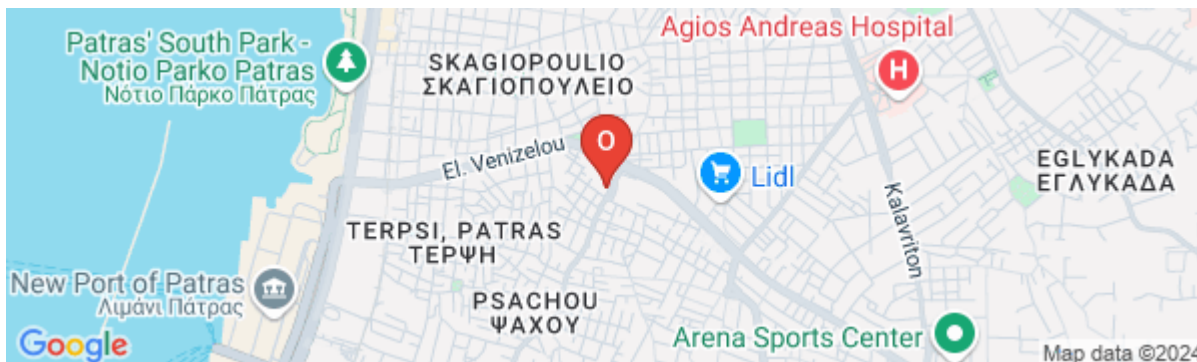 Patras' South Park -
Notio Parko Patras
Νότιο Πάρκο Πάτρας
SKAGIOPOULIO
ΣΚΑΓΙΟΠΟΥΛΕΙΟ
Agios Andreas Hospital
H
El. Venizelou
O
Lidl
EGLYKADA
ΕΓΛΥΚΑΔΑ
Kalavriton
TERPSI, PATRAS
ΤΕΡΨΗ
New Port of Patras
Λιμάνι Πάτρας
PSACHOU
ΨΑΧΟΥ
Arena Sports Center
Google
Map data ©2024